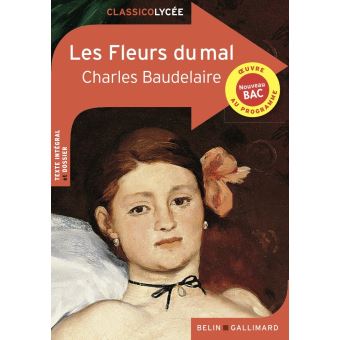 CLASSICOLYCÉE
Les Fleurs du mal
Charles Baudelaire
ŒUVRE
Nouveau
BAC
AU PROGRAMME
TEXTE INTÉGRAL
+ DOSSIER
BELIN GALLIMARD